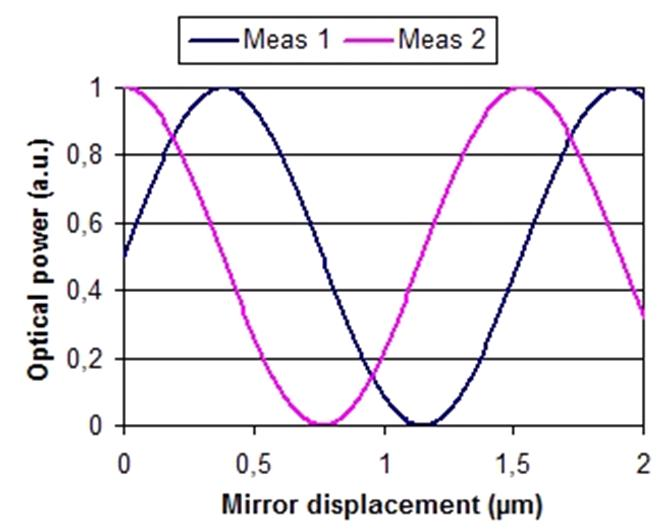 Meas 1 Meas 2
Optical power (a.u.)
1
0,8
0,6
0,4
0,2
0
0 0,5 1 1,5 2
Mirror displacement (µm)